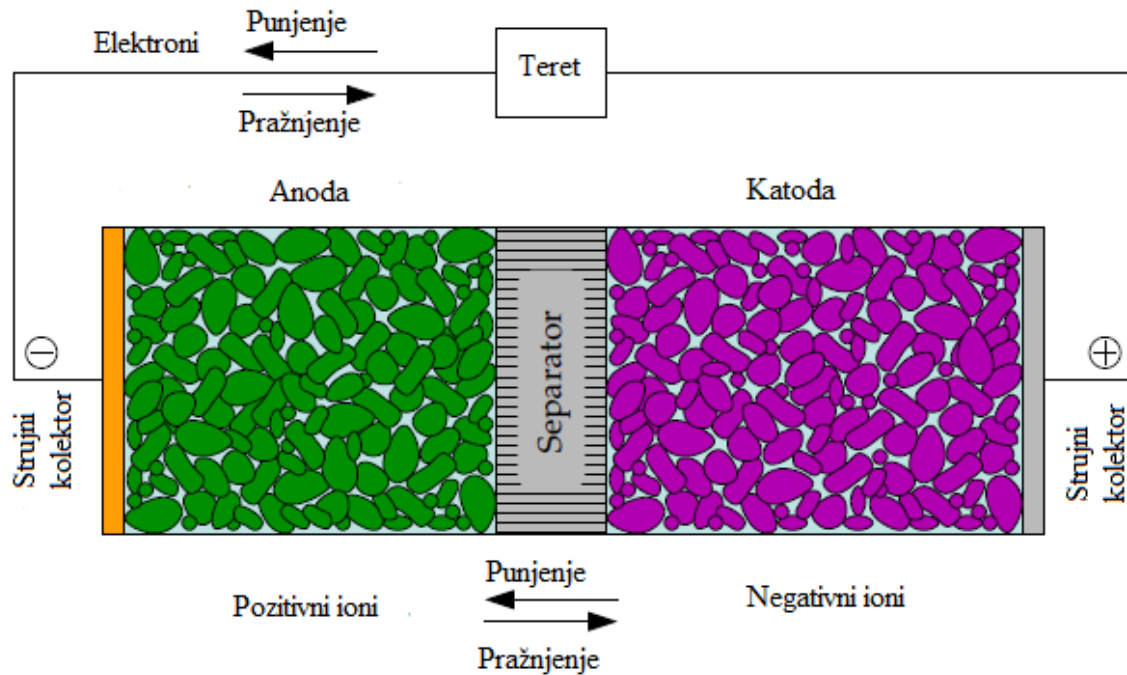 Punjenje
Elektroni
Teret
Pražnjenje
Anoda
Katoda
Separator
Strujni
kolektor
Strujni
kolektor
Punjenje
Pozitivni ioni
Negativni ioni
Pražnjenje